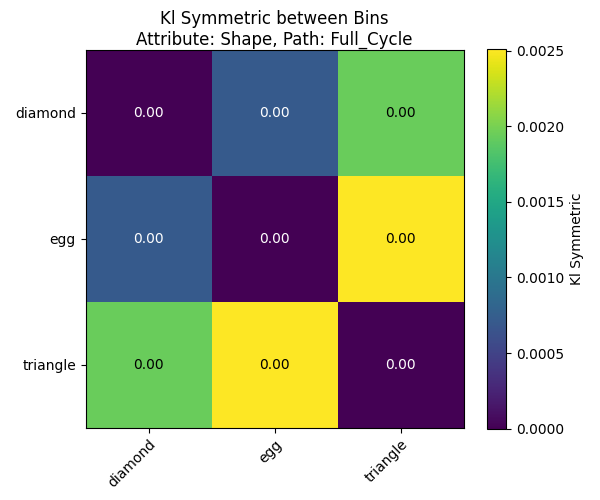 Kl Symmetric between Bins
Attribute: Shape, Path: Full_Cycle
diamond
0.00 0.00 0.00
egg
0.00 0.00 0.00
triangle
0.00 0.00 0.00
diamond
egg
triangle
0.0025
0.0020
0.0015
0.0010
0.0005
0.0000
Kl Symmetric